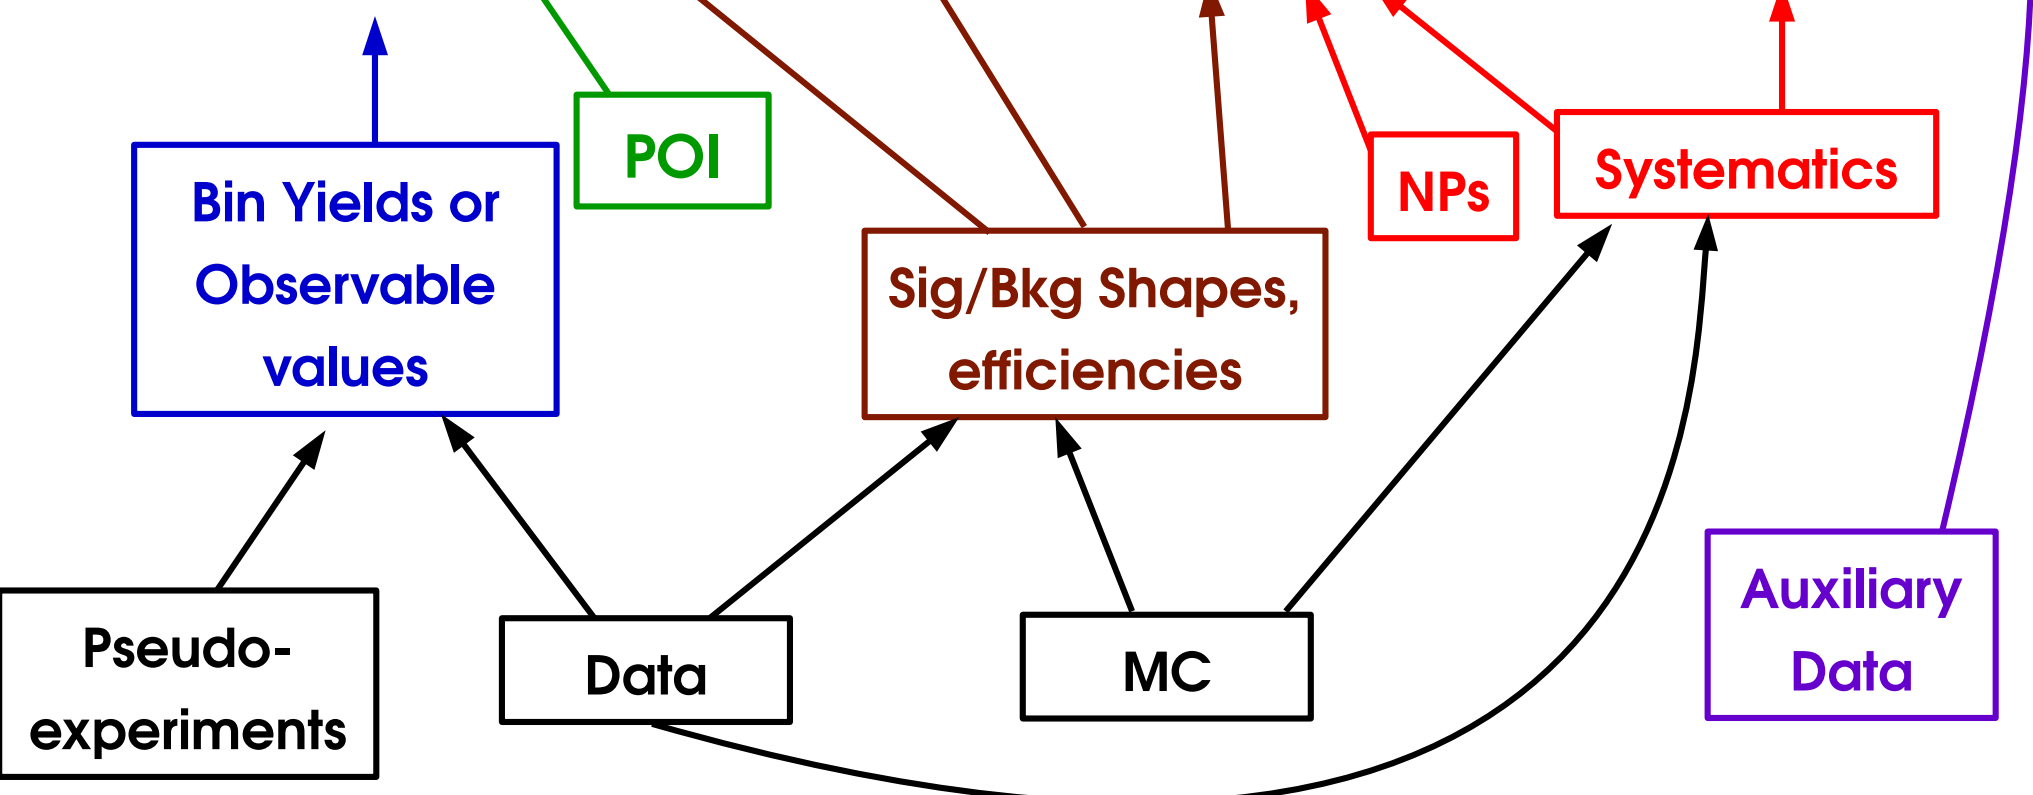 POI
NPs
Systematics
Bin Yields or
Observable
values
Sig/Bkg Shapes,
efficiencies
Pseudo-
experiments
Data
MC
Auxiliary
Data